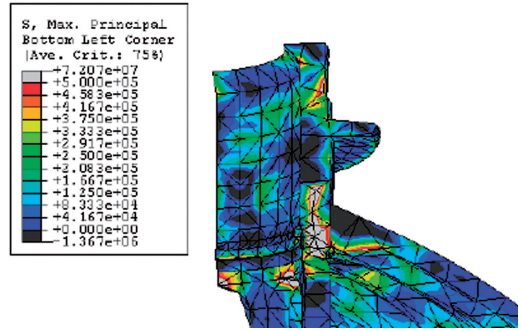 S, Max. Principal
Bottom Left Corner
(Ave. Crit.: 75%)
+7.207e+07
+5.000e+05
+4.583e+05
+4.167e+05
+3.750e+05
+3.333e+05
+2.917e+05
+2.500e+05
+2.083e+05
+1.667e+05
+1.250e+05
+8.333e+04
+4.167e+04
+0.000e+00
-1.367e+06